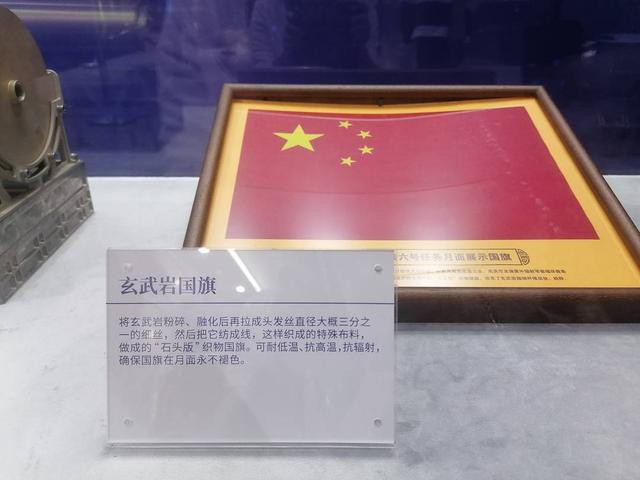 六号任务月面展示国旗
玄武岩国旗
将玄武岩粉碎、融化后再拉成头发丝直径大概三分之
一的细丝，然后把它纺成线，这样织成的特殊布料，
做成的“石头版”织物国旗。可耐低温、抗高温，抗辐射，
确保国旗在月面永不褪色。